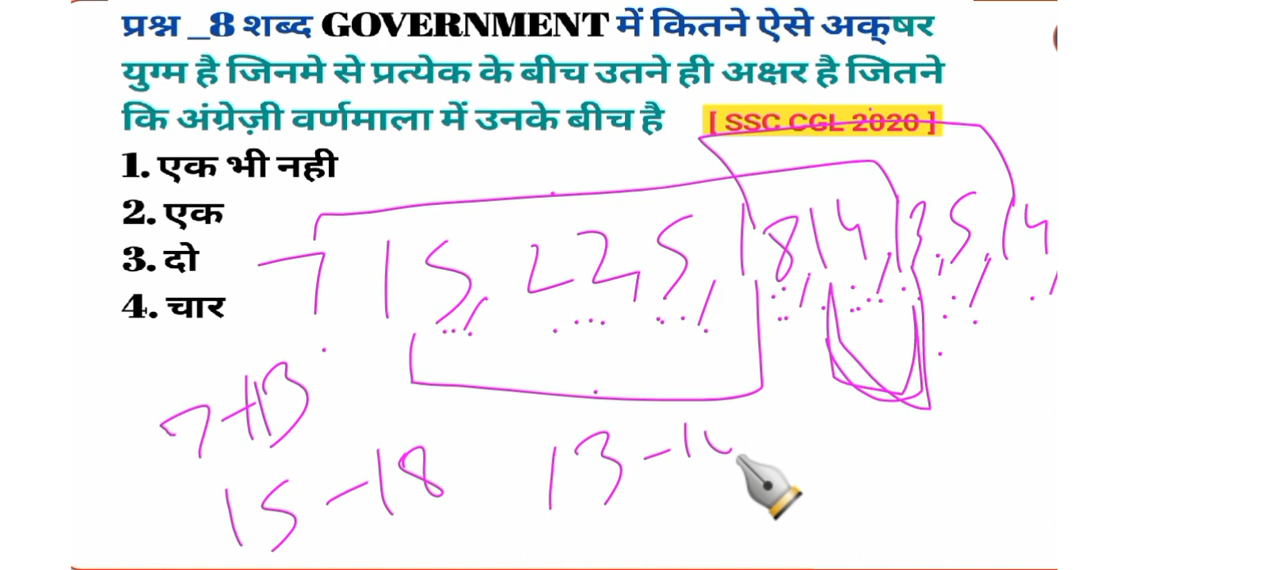 प्रश्न _8 शब्द GOVERNMENT में कितने ऐसे अक्षर
युग्म है जिनमे से प्रत्येक के बीच उतने ही अक्षर है जितने
कि अंग्रेज़ी वर्णमाला में उनके बीच है [ SSC CGL 2020 ]
1. एक भी नही
2. एक
3. दो
4. चार
7 15, 22, 5, 18, 14, 13, 5, 14
7 - 13
15 - 18 13 - 14